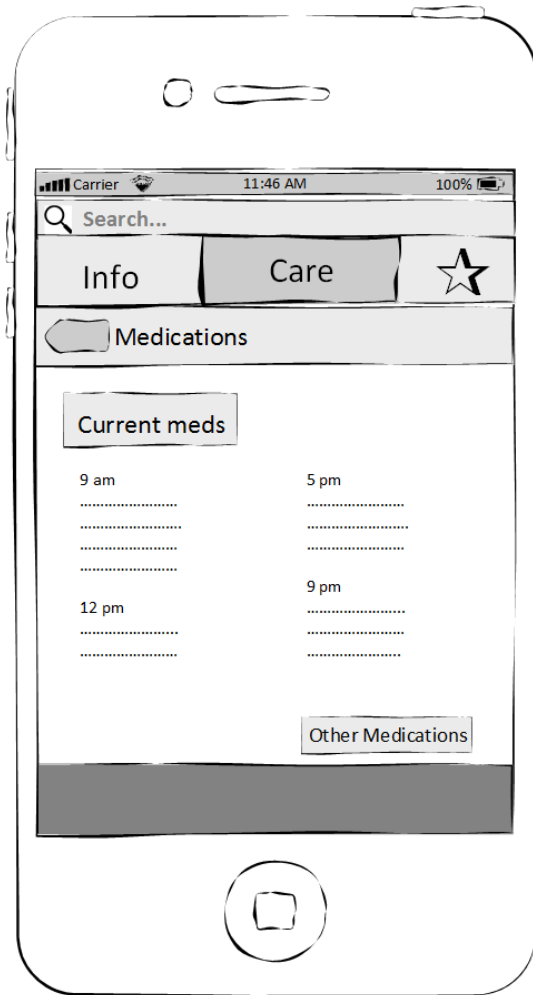 Carrier 11:46 AM 100%
Search...
Info Care
Medications
Current meds
9 am
............................
.............................
............................
............................
12 pm
............................
............................
5 pm
............................
.............................
............................
9 pm
............................
............................
...........................
Other Medications